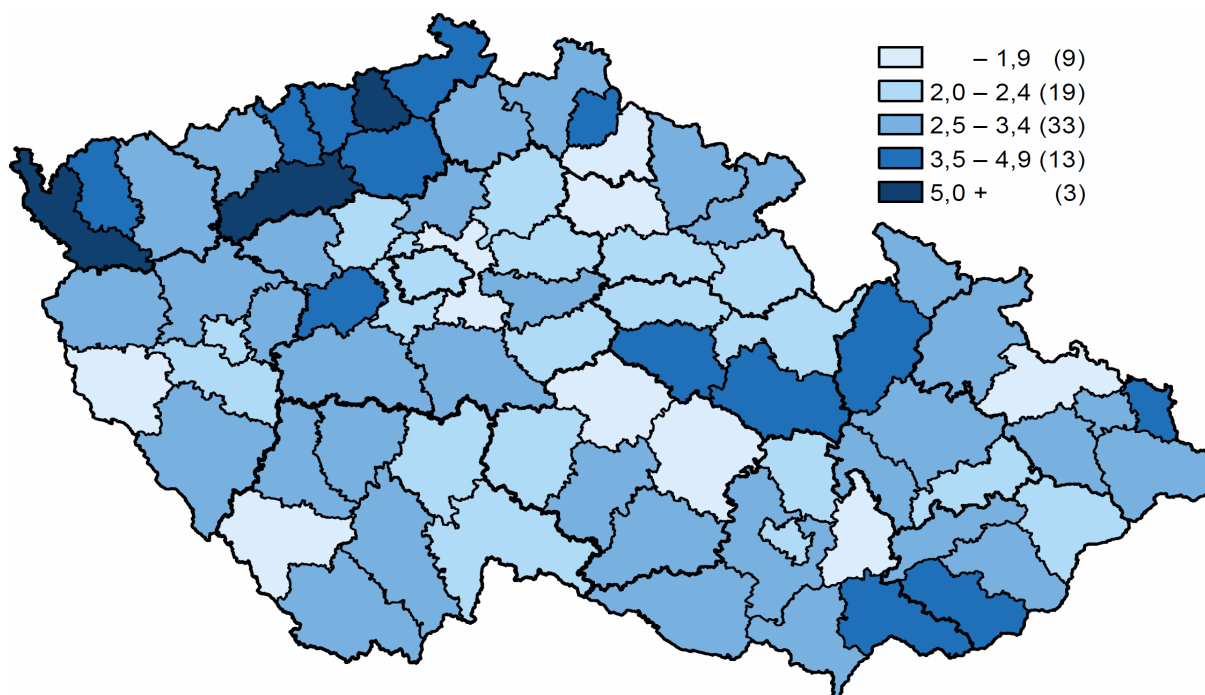 – 1,9 (9)
2,0 – 2,4 (19)
2,5 – 3,4 (33)
3,5 – 4,9 (13)
5,0 + (3)